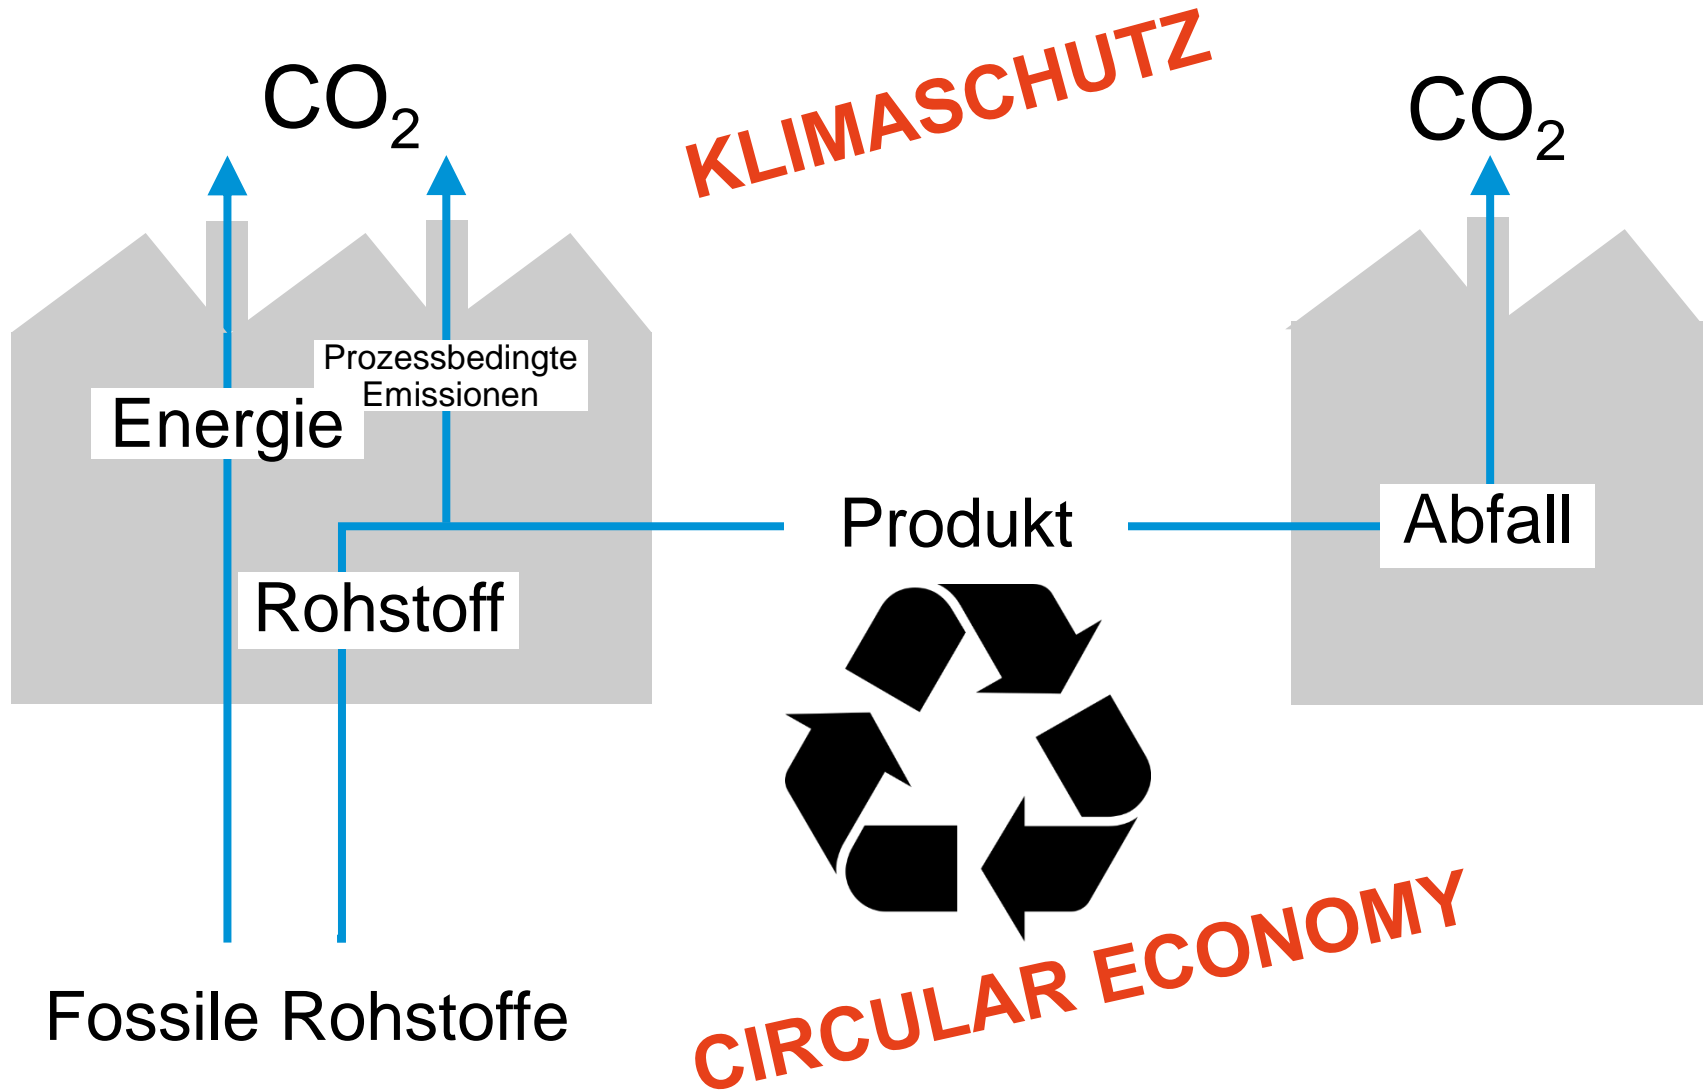 KLIMASCHUTZ
CO₂
CO₂
Prozessbedingte
Emissionen
Energie
Produkt
Abfall
Rohstoff
CIRCULAR ECONOMY
Fossile Rohstoffe